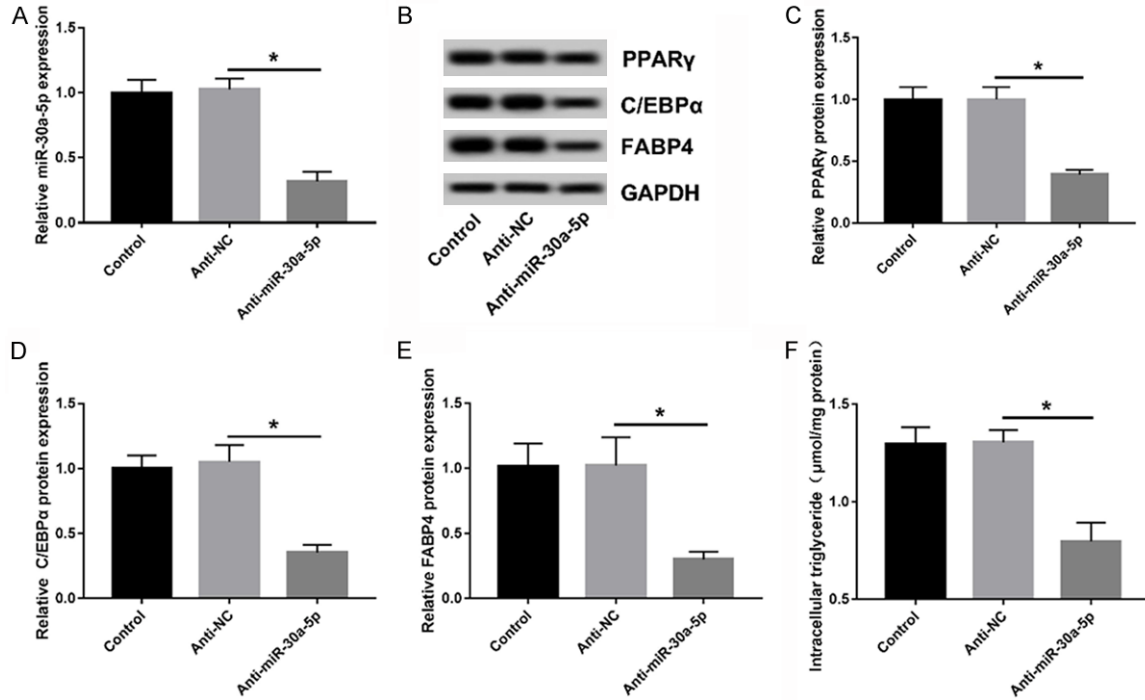 A
Relative miR-30a-5p expression
1.5
1.0
0.5
0.0
*
Control
Anti-NC
Anti-miR-30a-5p
B
PPARγ
C/EBPα
FABP4
GAPDH
Control
Anti-NC
Anti-miR-30a-5p
C
Relative PPARγ protein expression
1.5
1.0
0.5
0.0
*
Control
Anti-NC
Anti-miR-30a-5p
D
Relative C/EBPα protein expression
1.5
1.0
0.5
0.0
*
Control
Anti-NC
Anti-miR-30a-5p
E
Relative FABP4 protein expression
1.5
1.0
0.5
0.0
*
Control
Anti-NC
Anti-miR-30a-5p
F
Intracellular triglyceride（μmol/mg protein）
1.5
1.0
0.5
*
Control
Anti-NC
Anti-miR-30a-5p